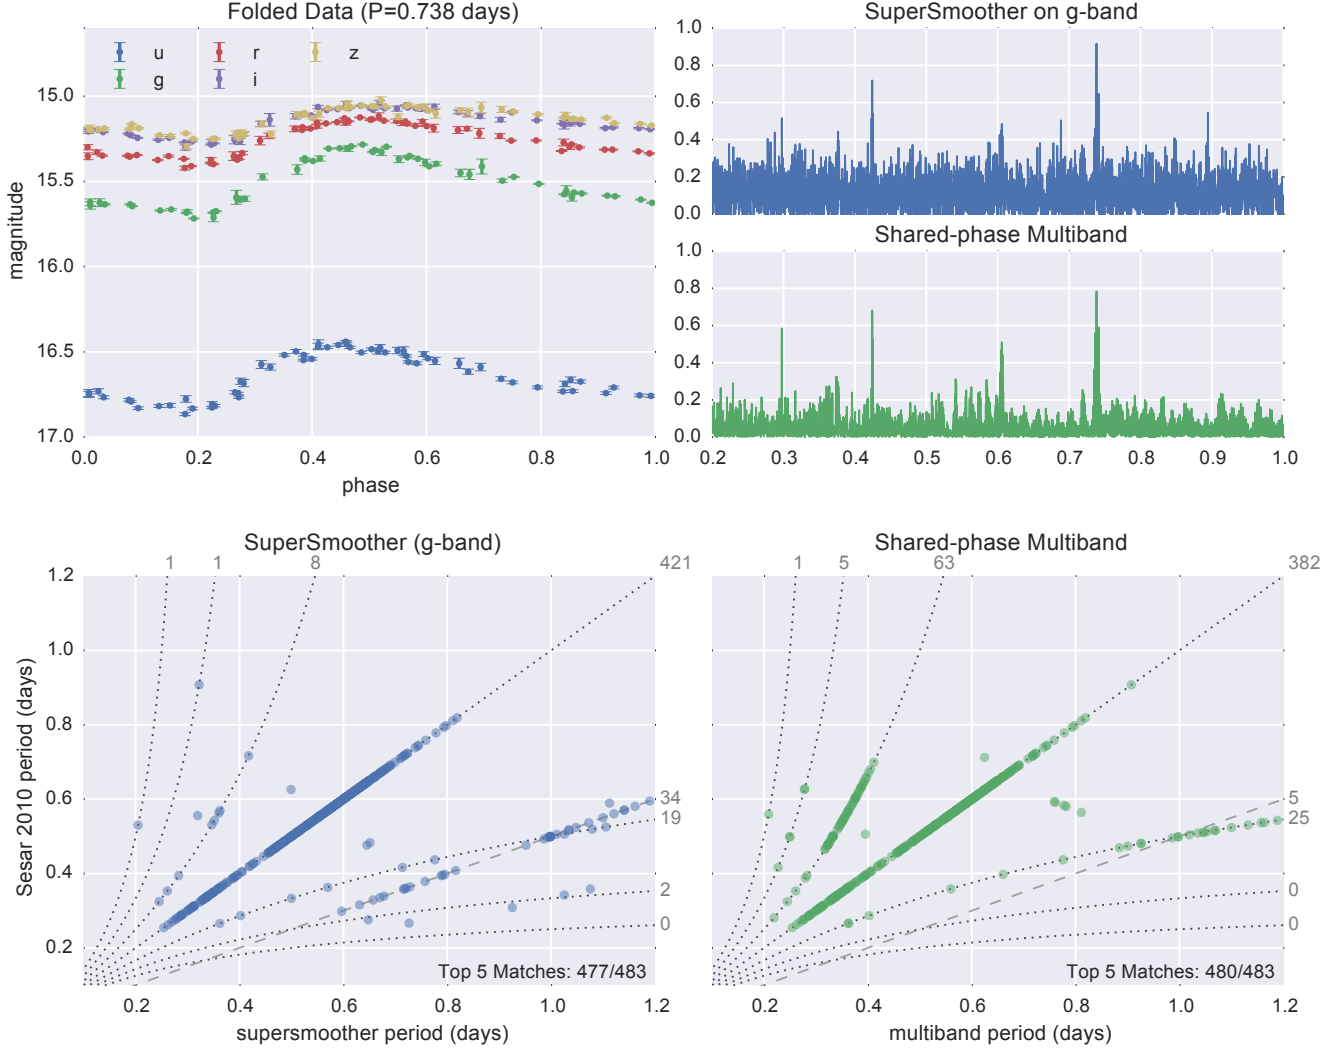 Folded Data (P=0.738 days)
u r z
g i
15.0
15.5
16.0
16.5
17.0
magnitude
0.0 0.2 0.4 0.6 0.8 1.0
phase
SuperSmoother on g-band
1.0
0.8
0.6
0.4
0.2
0.0
Shared-phase Multiband
1.0
0.8
0.6
0.4
0.2
0.0
0.2 0.3 0.4 0.5 0.6 0.7 0.8 0.9 1.0
SuperSmoother (g-band)
1 1 8 421
1.2
1.0
0.8
0.6
0.4
0.2
Sesar 2010 period (days)
34
19
2
0
Top 5 Matches: 477/483
0.2 0.4 0.6 0.8 1.0 1.2
supersmoother period (days)
Shared-phase Multiband
1 5 63 382
5
25
0
0
Top 5 Matches: 480/483
0.2 0.4 0.6 0.8 1.0 1.2
multiband period (days)